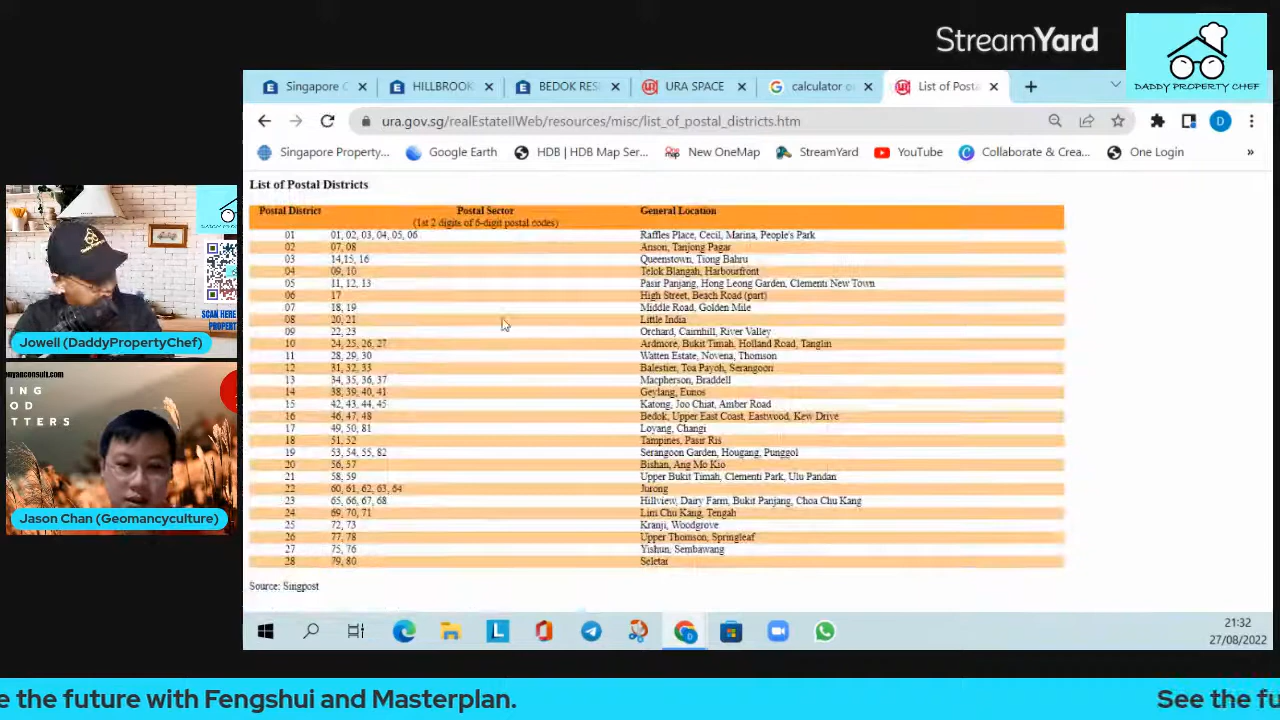 StreamYard
DADDY PROPERTY CHEF
Singapore
HILLBROOK
BEDOK RES
URA SPACE
calculator
List of Posta
ura.gov.sg/realEstateIIWeb/resources/misc/list_of_postal_districts.htm
D
Singapore Property...
Google Earth
HDB | HDB Map Ser...
New OneMap
StreamYard
YouTube
Collaborate & Crea...
One Login
»
List of Postal Districts
Postal District Postal Sector General Location
(1st 2 digits of 6-digit postal codes)
01 01, 02, 03, 04, 05, 06 Raffles Place, Cecil, Marina, People's Park
02 07, 08 Anson, Tanjong Pagar
03 14,15, 16 Queenstown, Tiong Bahru
04 09, 10 Telok Blangah, Harbourfront
05 11, 12, 13 Pasir Panjang, Hong Leong Garden, Clementi New Town
06 17 High Street, Beach Road (part)
07 18, 19 Middle Road, Golden Mile
08 20, 21 Little India
09 22, 23 Orchard, Cairnhill, River Valley
10 24, 25, 26, 27 Ardmore, Bukit Timah, Holland Road, Tanglin
11 28, 29, 30 Watten Estate, Novena, Thomson
12 31, 32, 33 Balestier, Toa Payoh, Serangoon
13 34, 35, 36, 37 Macpherson, Braddell
14 38, 39, 40, 41 Geylang, Eunos
15 42, 43, 44, 45 Katong, Joo Chiat, Amber Road
16 46, 47, 48 Bedok, Upper East Coast, Eastwood, Kew Drive
17 49, 50, 81 Loyang, Changi
18 51, 52 Tampines, Pasir Ris
19 53, 54, 55, 82 Serangoon Garden, Hougang, Punggol
20 56, 57 Bishan, Ang Mo Kio
21 58, 59 Upper Bukit Timah, Clementi Park, Ulu Pandan
22 60, 61, 62, 63, 64 Jurong
23 65, 66, 67, 68 Hillview, Dairy Farm, Bukit Panjang, Choa Chu Kang
24 69, 70, 71 Lim Chu Kang, Tengah
25 72, 73 Kranji, Woodgrove
26 77, 78 Upper Thomson, Springleaf
27 75, 76 Yishun, Sembawang
28 79, 80 Seletar
Source: Singpost
SCAN HERE
PROPERT
Jowell (DaddyPropertyChef)
onyanconsult.com
ING
OD
TTERS
Jason Chan (Geomancyculture)
21:32
27/08/2022
e the future with Fengshui and Masterplan.
See the fu